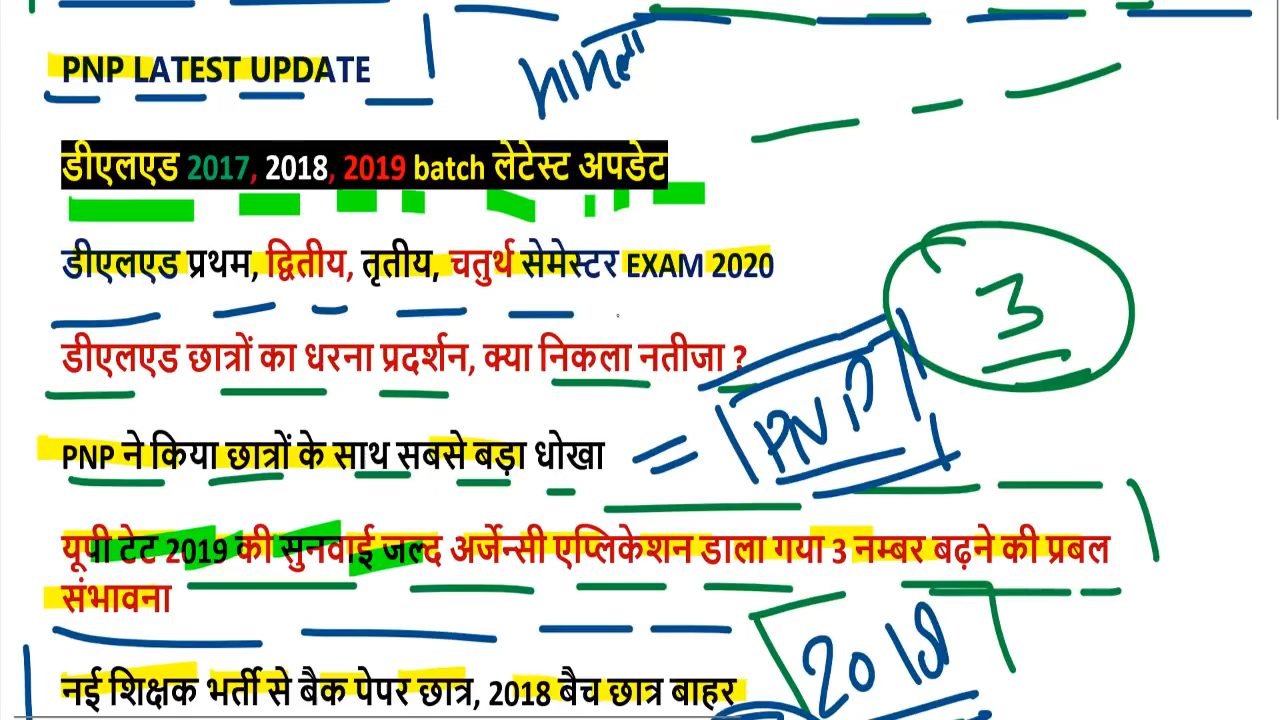 PNP LATEST UPDATE
डीएलएड 2017, 2018, 2019 batch लेटेस्ट अपडेट
डीएलएड प्रथम, द्वितीय, तृतीय, चतुर्थ सेमेस्टर EXAM 2020
3
डीएलएड छात्रों का धरना प्रदर्शन, क्या निकला नतीजा ?
PNP
PNP ने किया छात्रों के साथ सबसे बड़ा धोखा =
यूपी टेट 2019 की सुनवाई जल्द अर्जेन्सी एप्लिकेशन डाला गया 3 नम्बर बढ़ने की प्रबल
संभावना
2018
नई शिक्षक भर्ती से बैक पेपर छात्र, 2018 बैच छात्र बाहर